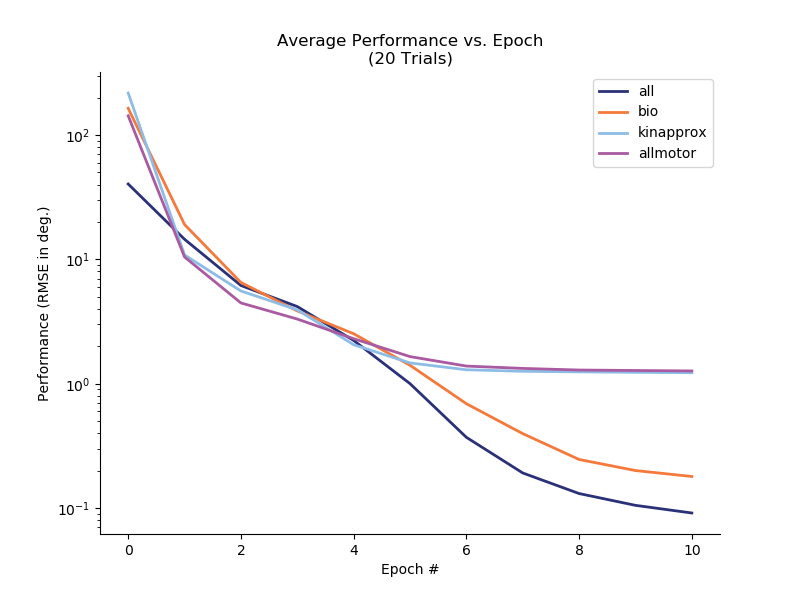 Average Performance vs. Epoch
(20 Trials)
all
bio
kinapprox
allmotor
Performance (RMSE in deg.)
10²
10¹
10⁰
10⁻¹
0 2 4 6 8 10
Epoch #